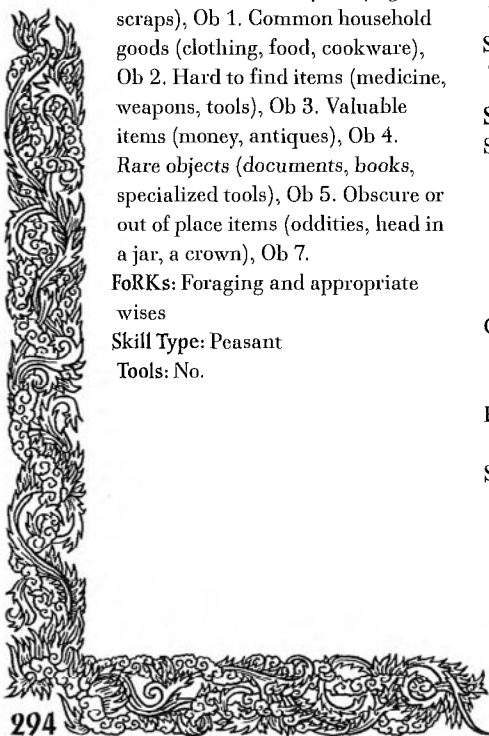 scraps), Ob 1. Common household
goods (clothing, food, cookware),
Ob 2. Hard to find items (medicine,
weapons, tools), Ob 3. Valuable
items (money, antiques), Ob 4.
Rare objects (documents, books,
specialized tools), Ob 5. Obscure or
out of place items (oddities, head in
a jar, a crown), Ob 7.
FoRKs: Foraging and appropriate
wises
Skill Type: Peasant
Tools: No.
294